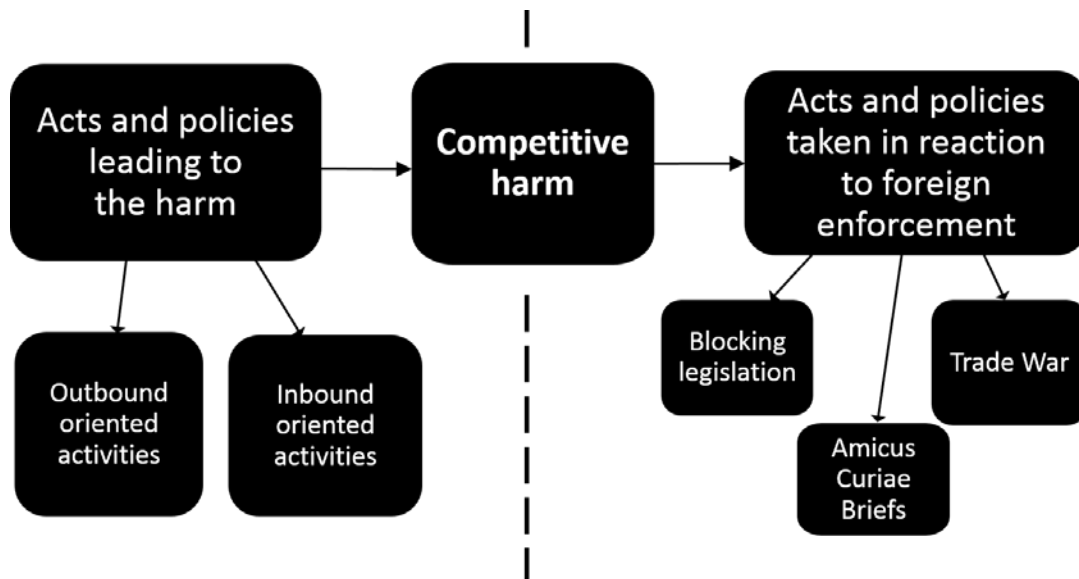 Acts and policies
leading to
the harm
Competitive
harm
Acts and policies
taken in reaction
to foreign
enforcement
Outbound
oriented
activities
Inbound
oriented
activities
Blocking
legislation
Amicus
Curiae
Briefs
Trade War